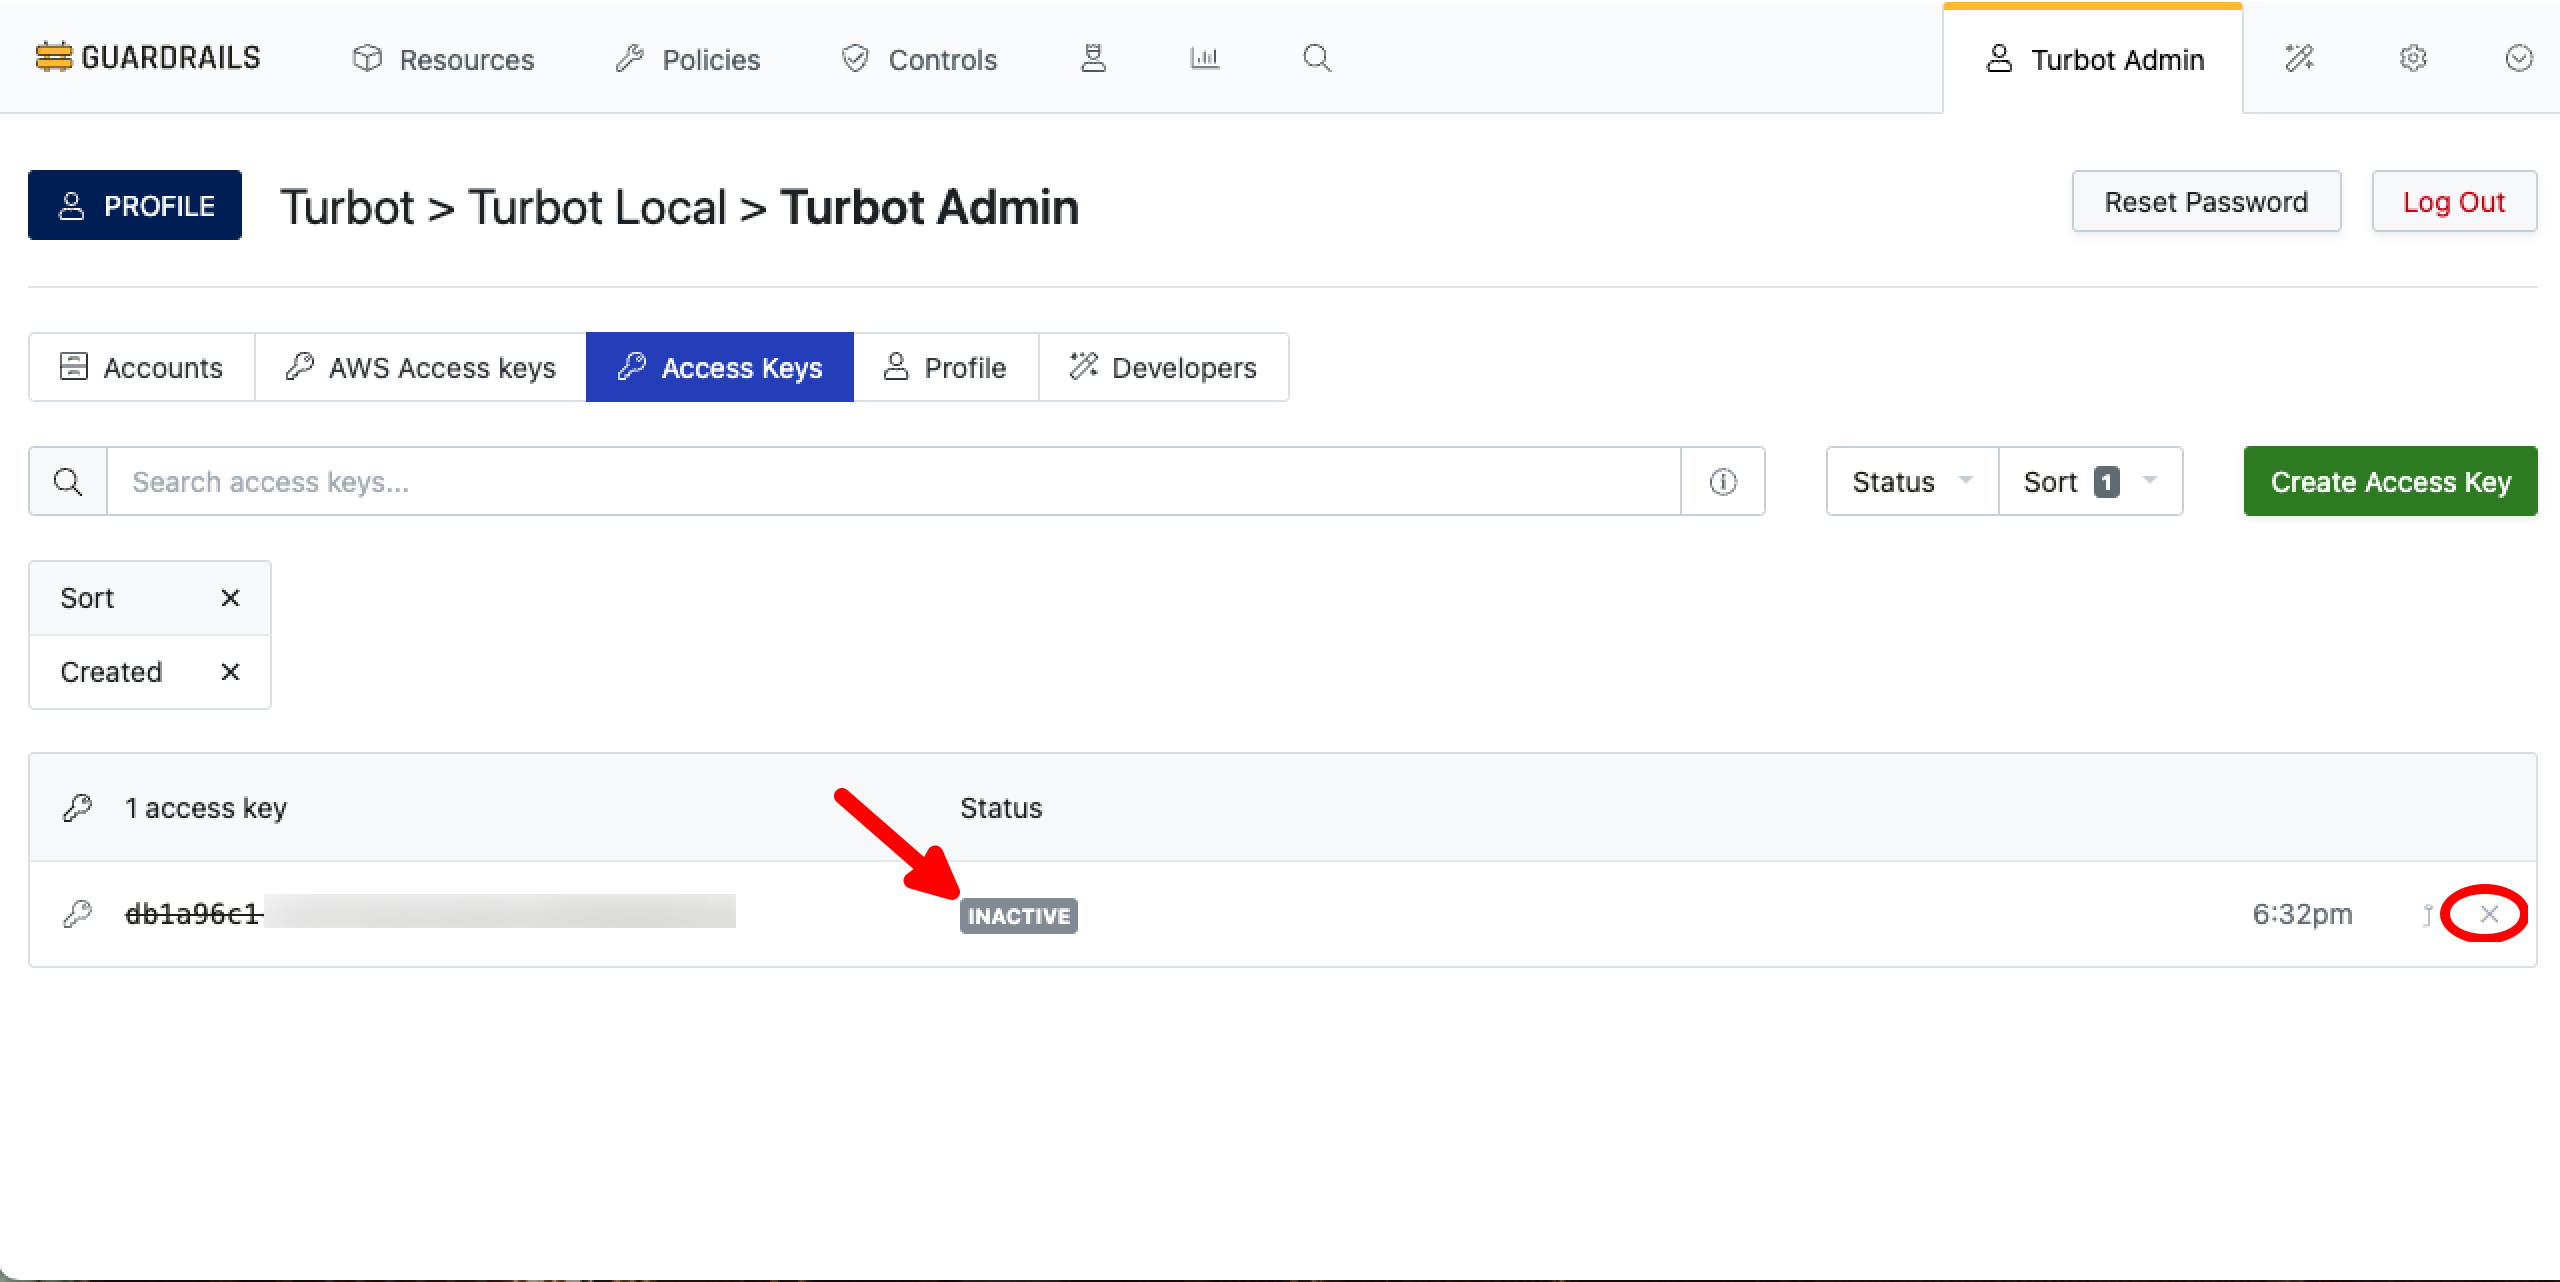 GUARDRAILS Resources Policies Controls Turbot Admin
PROFILE Turbot > Turbot Local > Turbot Admin Reset Password Log Out
Accounts AWS Access keys Access Keys Profile Developers
Search access keys... Status Sort 1 Create Access Key
Sort
Created
1 access key Status
db1a96c1- INACTIVE 6:32pm